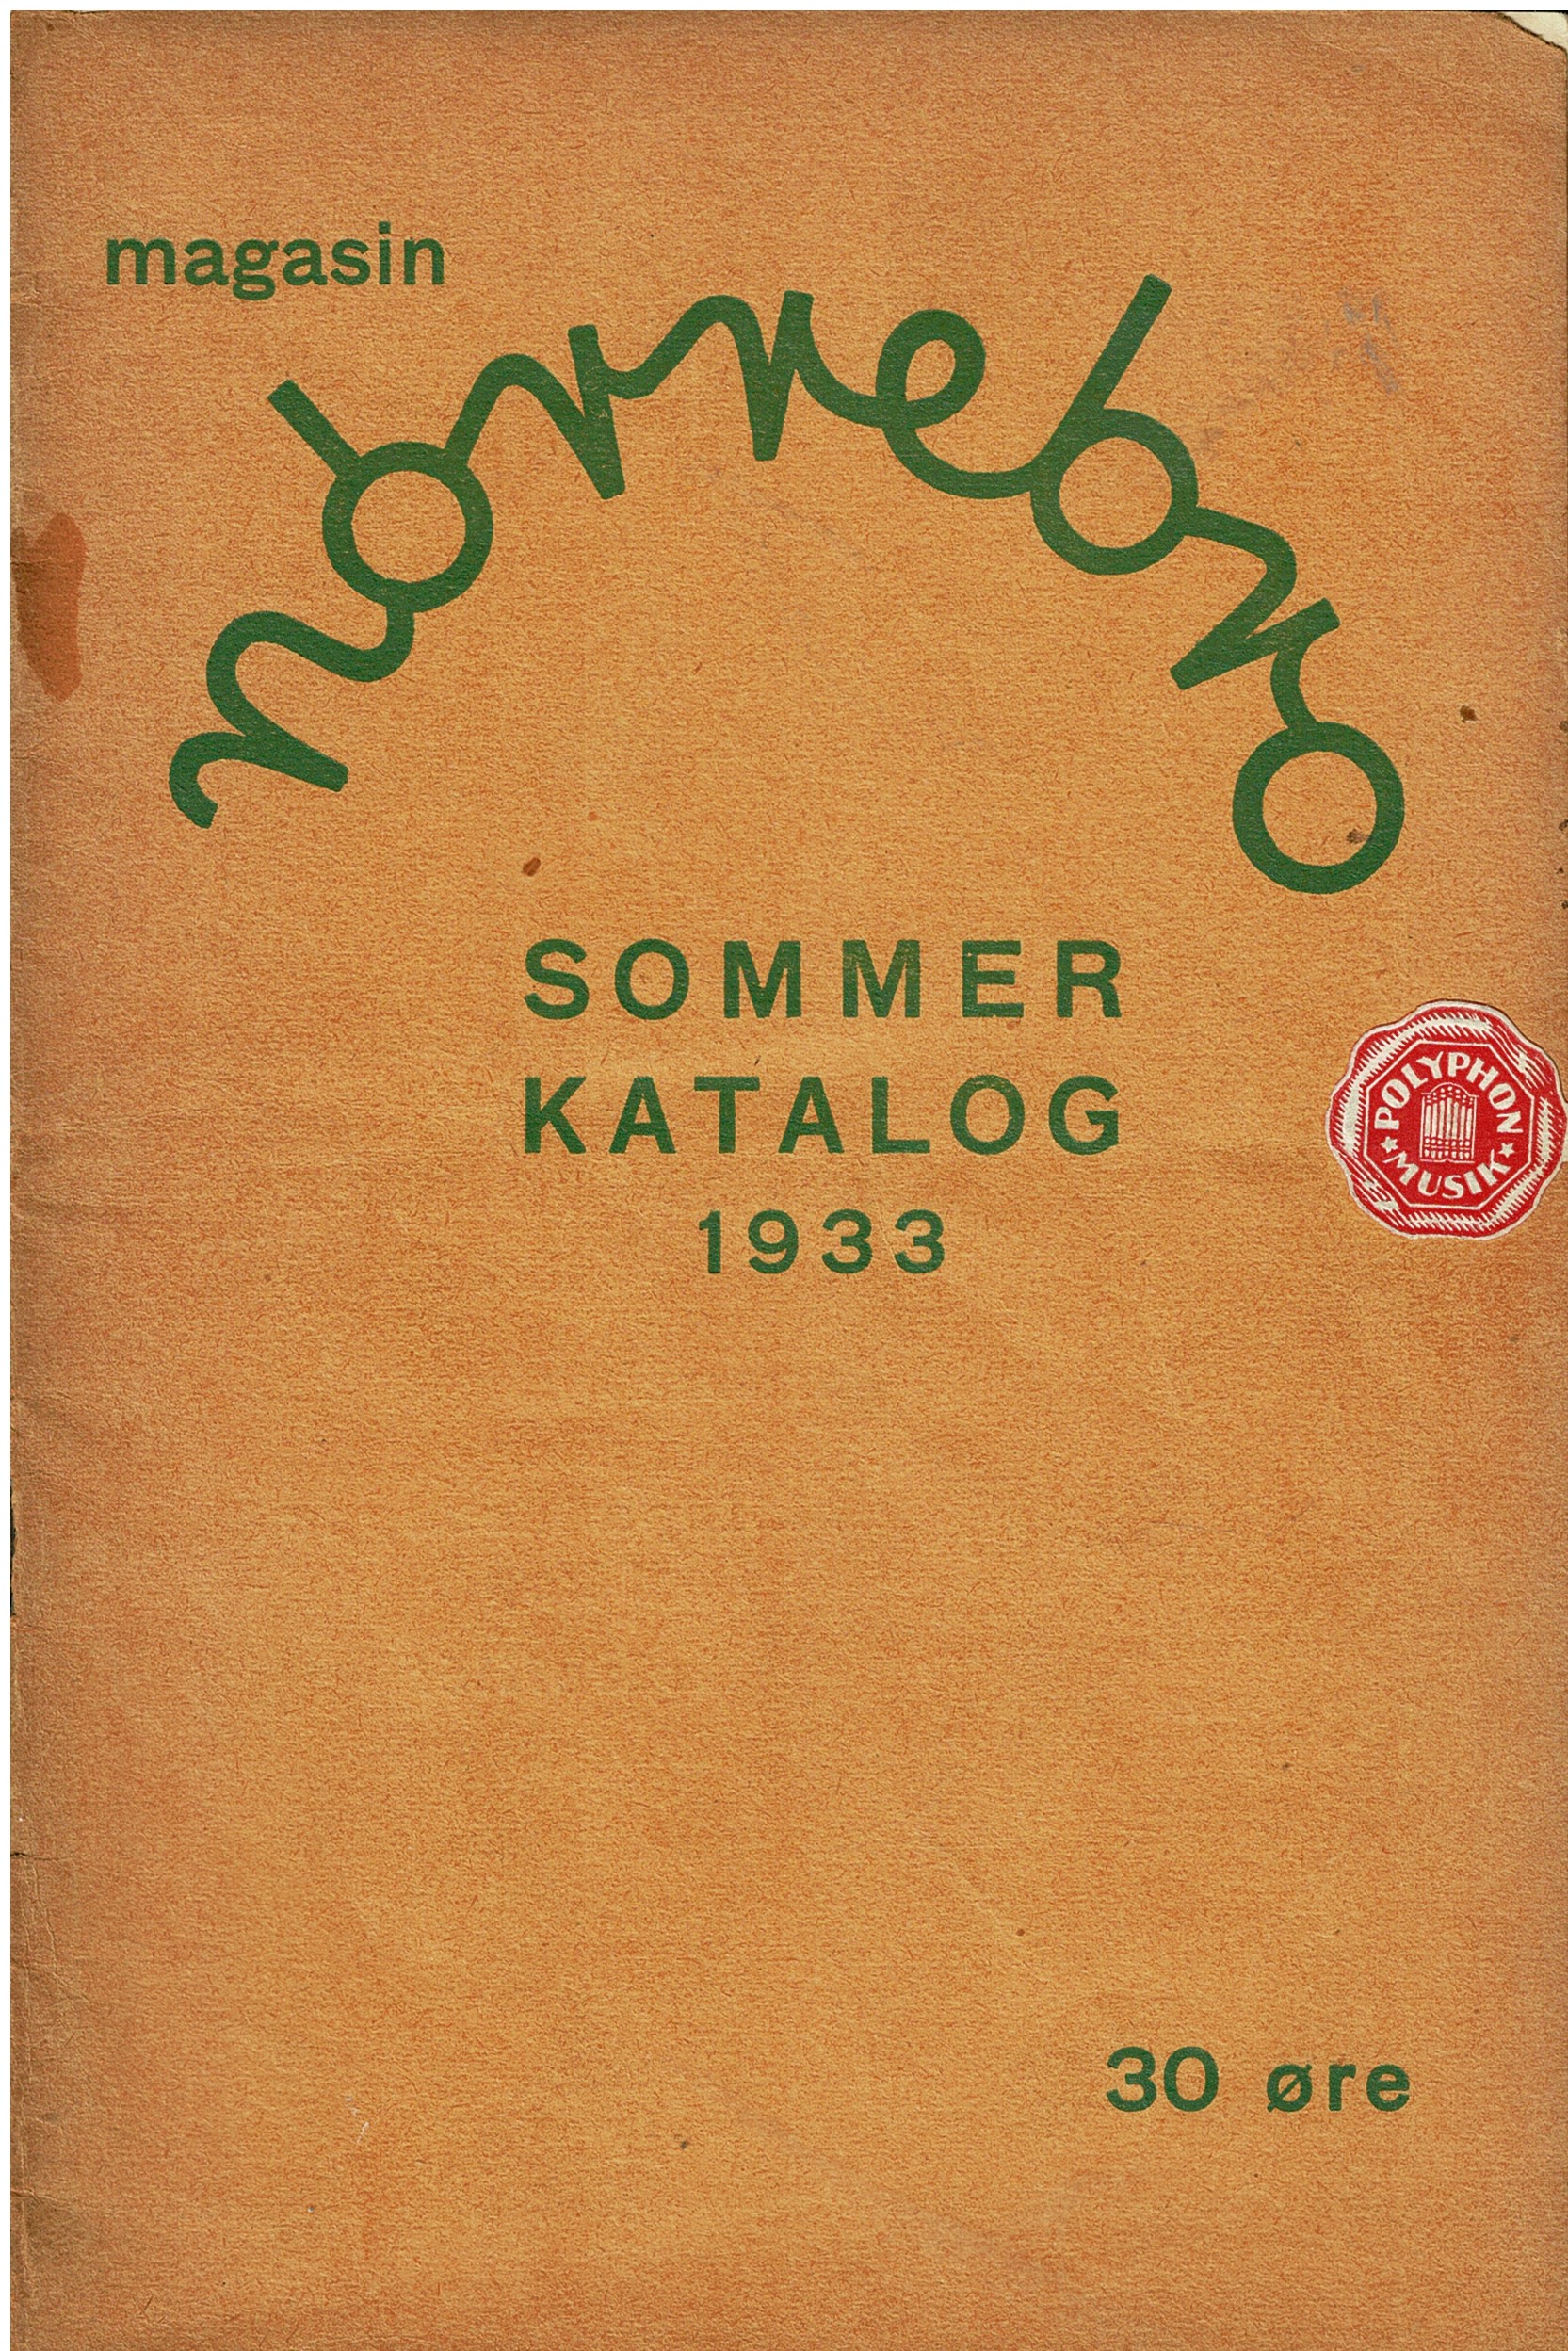 magasin
nørrebro
SOMMER
KATALOG
1933
POLYPHON
MUSIK
30 øre